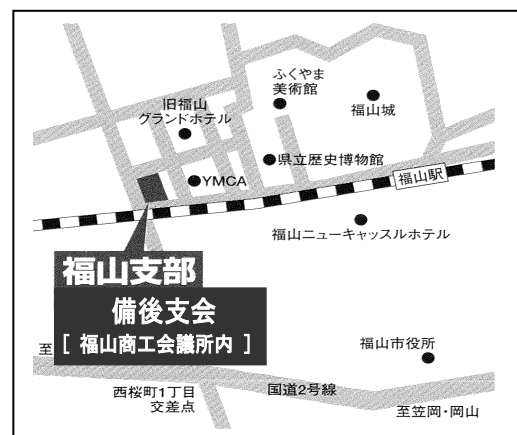 ふくやま
美術館
旧福山
グランドホテル
福山城
県立歴史博物館
YMCA
福山駅
福山ニューキャッスルホテル
福山支部
備後支会
[ 福山商工会議所内 ]
至
福山市役所
西桜町1丁目
交差点
国道2号線
至笠岡・岡山